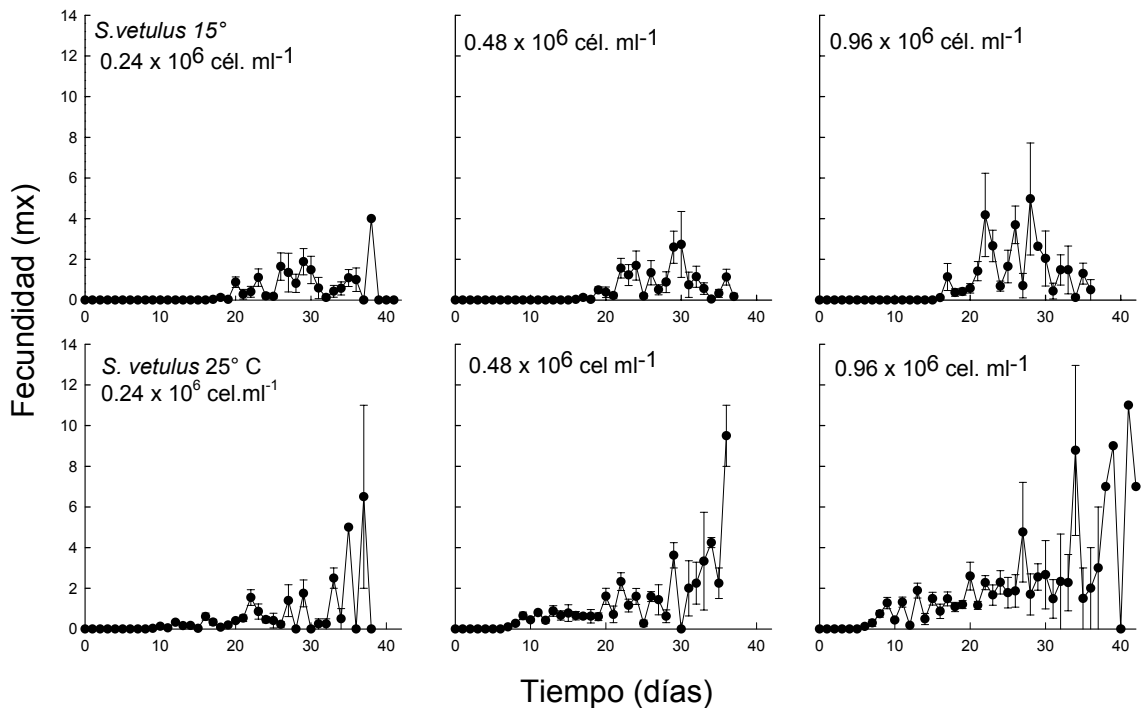 S.vetulus 15°
0.24 x 10⁶ cél. ml⁻¹
0.48 x 10⁶ cél. ml⁻¹
0.96 x 10⁶ cél. ml⁻¹
14
12
10
8
6
4
2
0
0 10 20 30 40
0 10 20 30 40
0 10 20 30 40
Fecundidad (mx)
S. vetulus 25° C
0.24 x 10⁶ cel.ml⁻¹
0.48 x 10⁶ cel ml⁻¹
0.96 x 10⁶ cel. ml⁻¹
14
12
10
8
6
4
2
0
0 10 20 30 40
0 10 20 30 40
0 10 20 30 40
Tiempo (días)